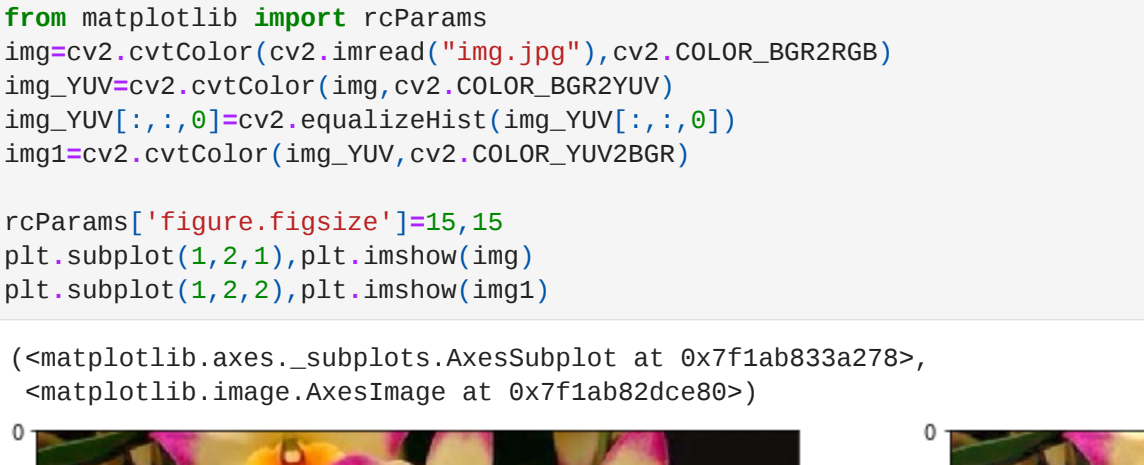 from matplotlib import rcParams
img=cv2.cvtColor(cv2.imread("img.jpg"),cv2.COLOR_BGR2RGB)
img_YUV=cv2.cvtColor(img,cv2.COLOR_BGR2YUV)
img_YUV[:,:,0]=cv2.equalizeHist(img_YUV[:,:,0])
img1=cv2.cvtColor(img_YUV,cv2.COLOR_YUV2BGR)
rcParams['figure.figsize']=15,15
plt.subplot(1,2,1),plt.imshow(img)
plt.subplot(1,2,2),plt.imshow(img1)
(<matplotlib.axes._subplots.AxesSubplot at 0x7f1ab833a278>,
<matplotlib.image.AxesImage at 0x7f1ab82dce80>)
0 0